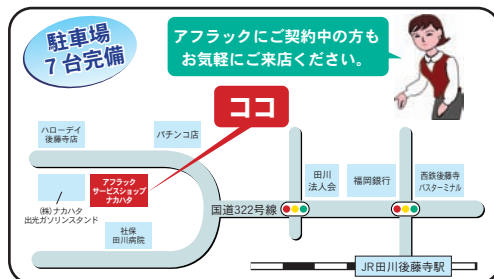 駐車場
7台完備
アフラックにご契約中の方も
お気軽にご来店ください。
ココ
ハローデイ
後藤寺店
パチンコ店
アフラック
サービスショップ
ナカハタ
(株)ナカハタ
出光ガソリンスタンド
社保
田川病院
国道322号線
田川
法人会
福岡銀行
西鉄後藤寺
バスターミナル
JR田川後藤寺駅